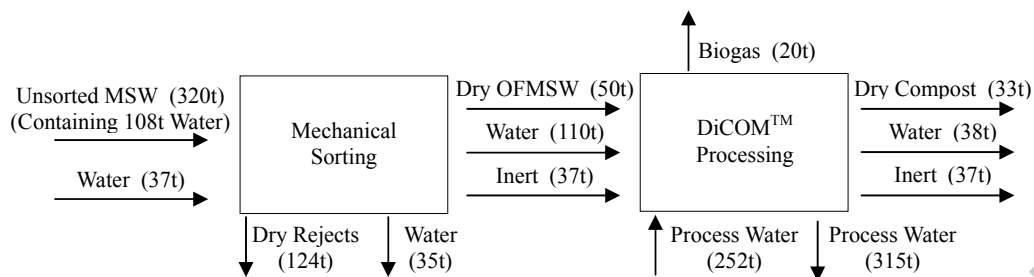 Biogas (20t)
Unsorted MSW (320t)
(Containing 108t Water)
Water (37t)
Mechanical
Sorting
Dry OFMSW (50t)
Water (110t)
Inert (37t)
DiCOM™
Processing
Dry Compost (33t)
Water (38t)
Inert (37t)
Dry Rejects
(124t)
Water
(35t)
Process Water
(252t)
Process Water
(315t)